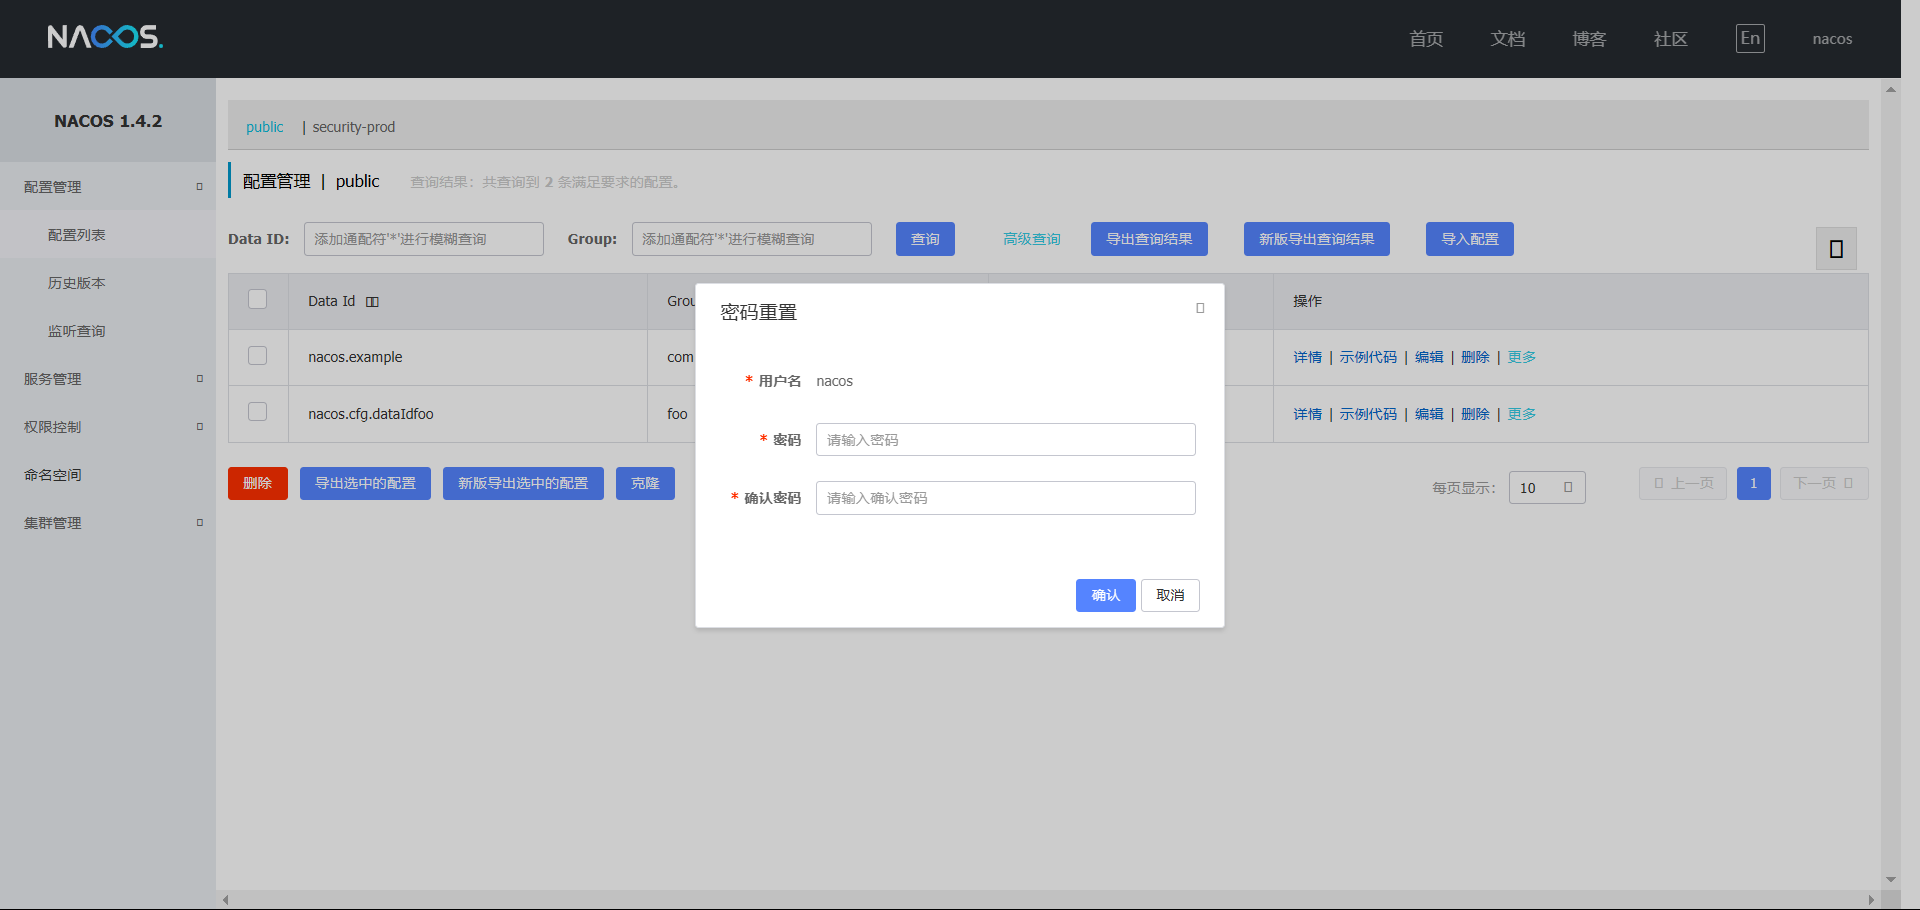 NACOS.
首页 文档 博客 社区 En nacos
NACOS 1.4.2
配置管理
配置列表
历史版本
监听查询
服务管理
权限控制
命名空间
集群管理
public | security-prod
配置管理 | public 查询结果：共查询到 2 条满足要求的配置。
Data ID: 添加通配符'*'进行模糊查询 Group: 添加通配符'*'进行模糊查询 查询 高级查询 导出查询结果 新版导出查询结果 导入配置
Data Id Grou 操作
nacos.example com 详情 | 示例代码 | 编辑 | 删除 | 更多
nacos.cfg.dataIdfoo foo 详情 | 示例代码 | 编辑 | 删除 | 更多
删除 导出选中的配置 新版导出选中的配置 克隆 每页显示： 10 上一页 1 下一页
密码重置
* 用户名 nacos
* 密码 请输入密码
* 确认密码 请输入确认密码
确认 取消